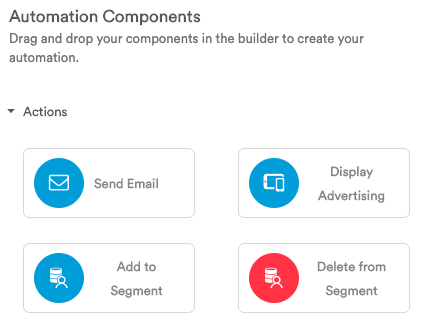 Automation Components
Drag and drop your components in the builder to create your
automation.
Actions
Send Email
Display
Advertising
Add to
Segment
Delete from
Segment